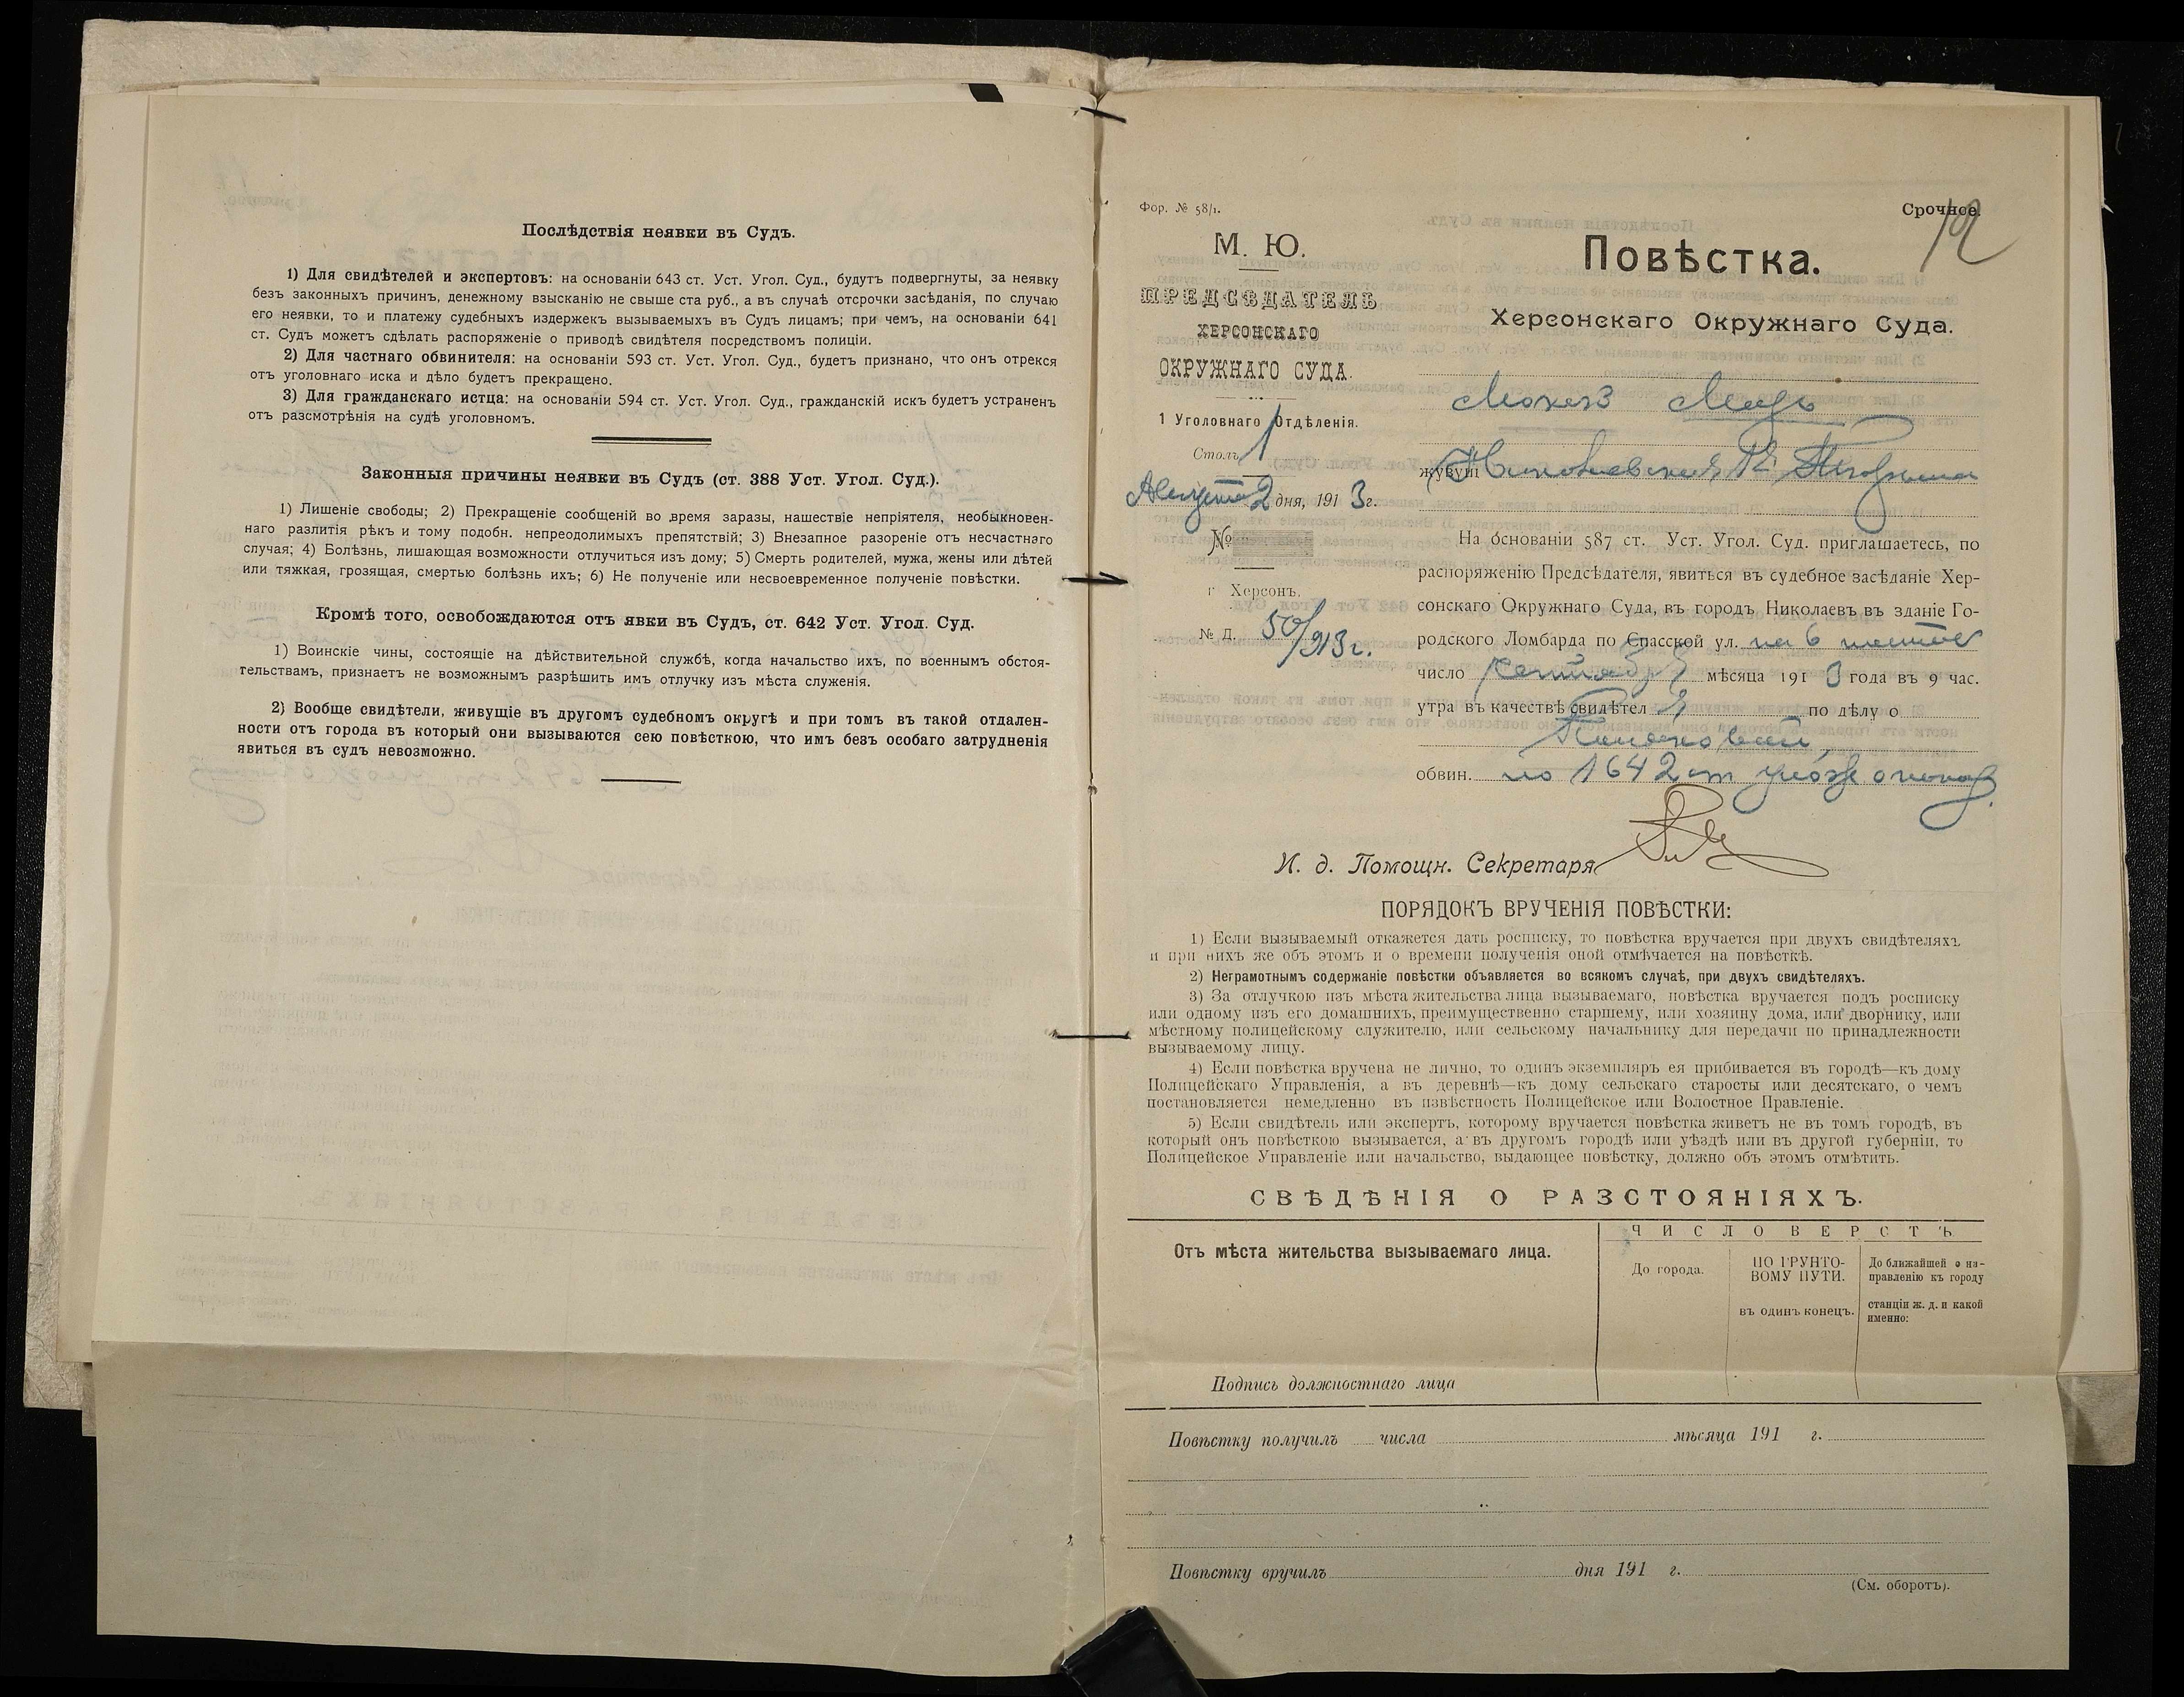 Послѣдствія неявки въ Судъ.
1) Для свидѣтелей и экспертовъ: на основаніи 643 ст. Уст. Угол. Суд., будутъ подвергнуты, за неявку
безъ законныхъ причинъ, денежному взысканію не свыше ста руб., а въ случаѣ отсрочки засѣданія, по случаю
его неявки, то и платежу судебныхъ издержекъ вызываемыхъ въ Судъ лицамъ; при чемъ, на основаніи 641
ст. Судъ можетъ сдѣлать распоряженіе о приводѣ свидѣтеля посредствомъ полиціи.
2) Для частнаго обвинителя: на основаніи 593 ст. Уст. Угол. Суд., будетъ признано, что онъ отрекся
отъ уголовнаго иска и дѣло будетъ прекращено.
3) Для гражданскаго истца: на основаніи 594 ст. Уст. Угол. Суд., гражданскій искъ будетъ устраненъ
отъ разсмотрѣнія на судѣ уголовномъ.
Законныя причины неявки въ Судъ (ст. 388 Уст. Угол. Суд.).
1) Лишеніе свободы; 2) Прекращеніе сообщеній во время заразы, нашествіе непріятеля, необыкновен-
наго разлитія рѣкъ и тому подобн. непреодолимыхъ препятствій; 3) Внезапное разореніе отъ несчастнаго
случая; 4) Болѣзнь, лишающая возможности отлучиться изъ дому; 5) Смерть родителей, мужа, жены или дѣтей
или тяжкая, грозящая, смертью болѣзнь ихъ; 6) Не полученіе или несвоевременное полученіе повѣстки.
Кромѣ того, освобождаются отъ явки въ Судъ, ст. 642 Уст. Угол. Суд.
1) Воинскіе чины, состоящіе на дѣйствительной службѣ, когда начальство ихъ, по военнымъ обстоя-
тельствамъ, признаетъ не возможнымъ разрѣшить имъ отлучку изъ мѣста служенія.
2) Вообще свидѣтели, живущіе въ другомъ судебномъ округѣ и при томъ въ такой отдален-
ности отъ города въ который они вызываются сею повѣсткою, что имъ безъ особаго затрудненія
явиться въ судъ невозможно.
Фор. № 58/1.
М. Ю.
ПРЕДСѢДАТЕЛЬ
ХЕРСОНСКАГО
ОКРУЖНАГО СУДА.
1 Уголовнаго Отдѣленія.
Столъ 1
Августа 2 дня, 1913 г.
№
г Херсонъ.
№ Д. 50/913 г.
Срочное.
12
Повѣстка.
Херсонскаго Окружнаго Суда.
На основаніи 587 ст. Уст. Угол. Суд. приглашаетесь, по
распоряженію Предсѣдателя, явиться въ судебное засѣданіе Хер-
сонскаго Окружнаго Суда, въ городъ Николаевъ въ зданіе Го-
родского Ломбарда по Спасской ул. на 6 шестое
число сентября мѣсяца 1913 года въ 9 час.
утра въ качествѣ свидѣтеля по дѣлу о
обвин. по 1642 ст улож о наказ
И. д. Помощн. Секретаря
ПОРЯДОКЪ ВРУЧЕНІЯ ПОВѢСТКИ:
1) Если вызываемый откажется дать росписку, то повѣстка вручается при двухъ свидѣтеляхъ
и при нихъ же объ этомъ и о времени полученія оной отмѣчается на повѣсткѣ.
2) Неграмотнымъ содержаніе повѣстки объявляется во всякомъ случаѣ, при двухъ свидѣтеляхъ.
3) За отлучкою изъ мѣста жительства лица вызываемаго, повѣстка вручается подъ росписку
или одному изъ его домашнихъ, преимущественно старшему, или хозяину дома, или дворнику, или
мѣстному полицейскому служителю, или сельскому начальнику для передачи по принадлежности
вызываемому лицу.
4) Если повѣстка вручена не лично, то одинъ экземпляръ ея прибивается въ городѣ—къ дому
Полицейскаго Управленія, а въ деревнѣ—къ дому сельскаго старосты или десятскаго, о чемъ
постановляется немедленно въ извѣстность Полицейское или Волостное Правленіе.
5) Если свидѣтель или экспертъ, которому вручается повѣстка живетъ не въ томъ городѣ, въ
который онъ повѣсткою вызывается, а въ другомъ городѣ или уѣздѣ или въ другой губерніи, то
Полицейское Управленіе или начальство, выдающее повѣстку, должно объ этомъ отмѣтить.
СВѢДѢНІЯ О РАЗСТОЯНІЯХЪ.
Отъ мѣста жительства вызываемаго лица.
ЧИСЛО ВЕРСТЪ
До города.
ПО ГРУНТО-
ВОМУ ПУТИ.
въ одинъ конецъ.
До ближайшей о на-
правленію къ городу
станціи ж. д. и какой
именно:
Подпись должностнаго лица
Повѣстку получилъ числа мѣсяца 191 г.
Повѣстку вручилъ дня 191 г.
(См. оборотъ).